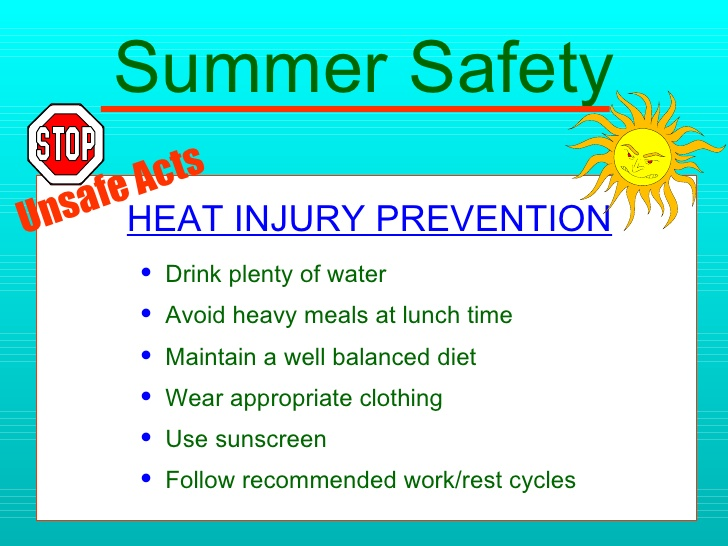 Summer Safety
STOP
Unsafe Acts
HEAT INJURY PREVENTION
• Drink plenty of water
• Avoid heavy meals at lunch time
• Maintain a well balanced diet
• Wear appropriate clothing
• Use sunscreen
• Follow recommended work/rest cycles